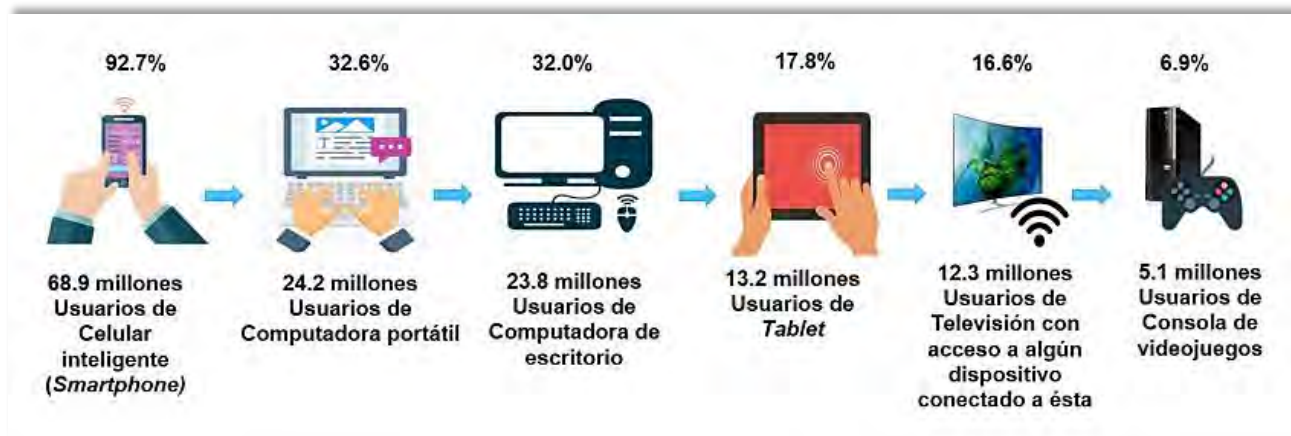 92.7%
32.6%
32.0%
17.8%
16.6%
6.9%
68.9 millones
Usuarios de
Celular
inteligente
(Smartphone)
24.2 millones
Usuarios de
Computadora portátil
23.8 millones
Usuarios de
Computadora de
escritorio
13.2 millones
Usuarios de
Tablet
12.3 millones
Usuarios de
Televisión con
acceso a algún
dispositivo
conectado a ésta
5.1 millones
Usuarios de
Consola de
videojuegos